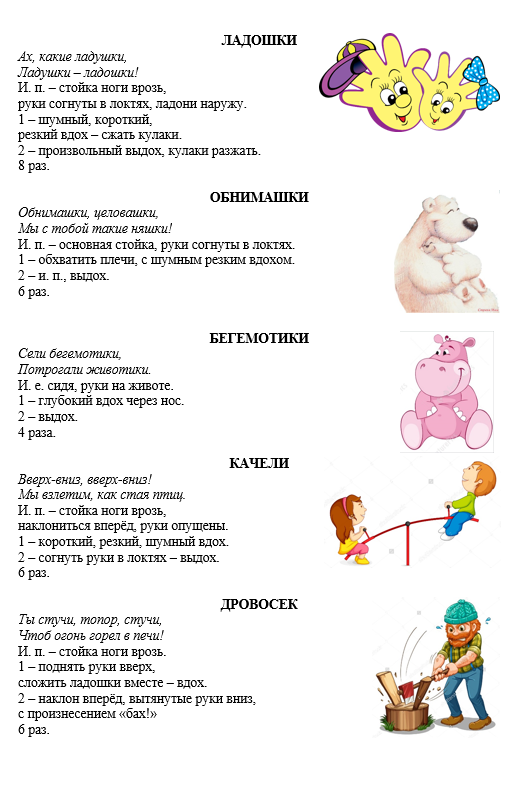 ЛАДОШКИ
Ах, какие ладушки,
Ладушки – ладошки!
И. п. – стойка ноги врозь,
руки согнуты в локтях, ладони наружу.
1 – шумный, короткий,
резкий вдох – сжать кулаки.
2 – произвольный выдох, кулаки разжать.
8 раз.
ОБНИМАШКИ
Обнимашки, целовашки,
Мы с тобой такие няшки!
И. п. – основная стойка, руки согнуты в локтях.
1 – обхватить плечи, с шумным резким вдохом.
2 – и. п., выдох.
6 раз.
БЕГЕМОТИКИ
Сели бегемотики,
Потрогали животики.
И. е. сидя, руки на животе.
1 – глубокий вдох через нос.
2 – выдох.
4 раза.
КАЧЕЛИ
Вверх-вниз, вверх-вниз!
Мы взлетим, как стая птиц.
И. п. – стойка ноги врозь,
наклониться вперёд, руки опущены.
1 – короткий, резкий, шумный вдох.
2 – согнуть руки в локтях – выдох.
6 раз.
ДРОВОСЕК
Ты стучи, топор, стучи,
Чтоб огонь горел в печи!
И. п. – стойка ноги врозь.
1 – поднять руки вверх,
сложить ладошки вместе – вдох.
2 – наклон вперёд, вытянутые руки вниз,
с произнесением «бах!»
6 раз.